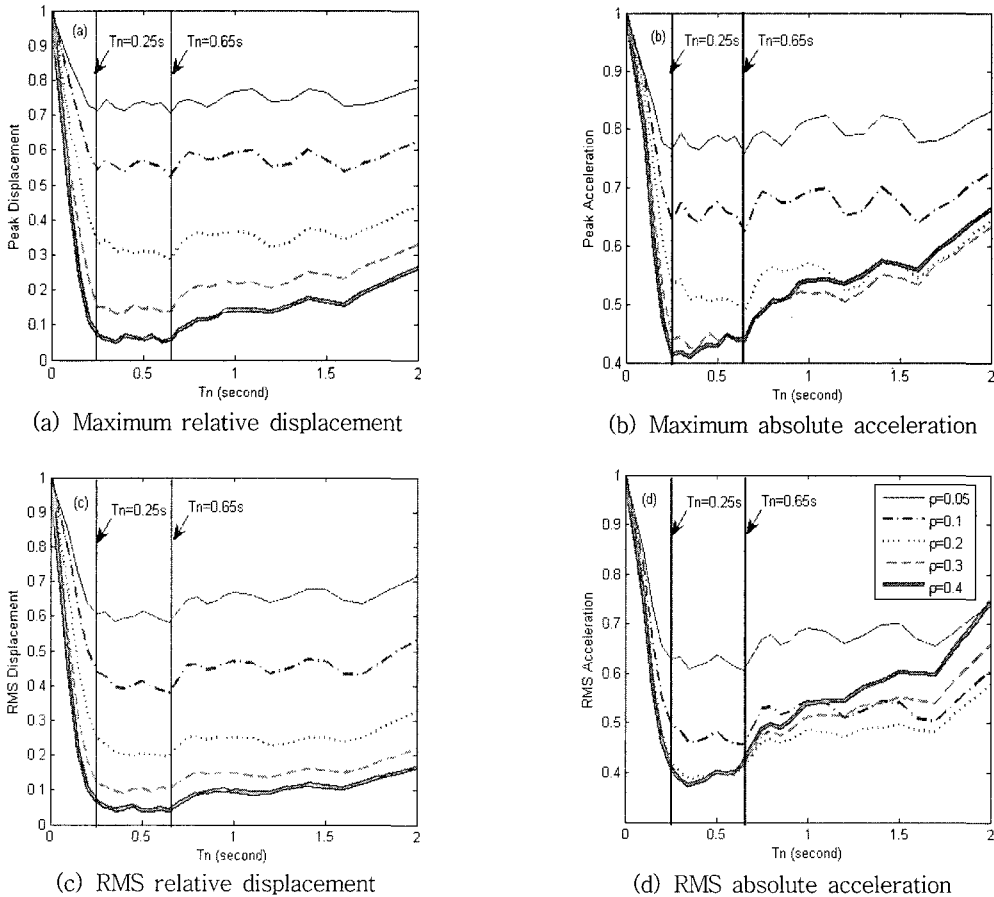 (a)
Tn=0.25s
Tn=0.65s
1
0.9
0.8
0.7
0.6
0.5
0.4
0.3
0.2
0.1
0
Peak Displacement
0
0.5
1
1.5
2
Tn (second)
(a) Maximum relative displacement
(b)
Tn=0.25s
Tn=0.65s
1
0.9
0.8
0.7
0.6
0.5
0.4
Peak Acceleration
0
0.5
1
1.5
2
Tn (second)
(b) Maximum absolute acceleration
(c)
Tn=0.25s
Tn=0.65s
1
0.9
0.8
0.7
0.6
0.5
0.4
0.3
0.2
0.1
0
RMS Displacement
0
0.5
1
1.5
2
Tn (second)
(c) RMS relative displacement
(d)
Tn=0.25s
Tn=0.65s
ρ=0.05
ρ=0.1
ρ=0.2
ρ=0.3
ρ=0.4
1
0.9
0.8
0.7
0.6
0.5
0.4
RMS Acceleration
0
0.5
1
1.5
2
Tn (second)
(d) RMS absolute acceleration